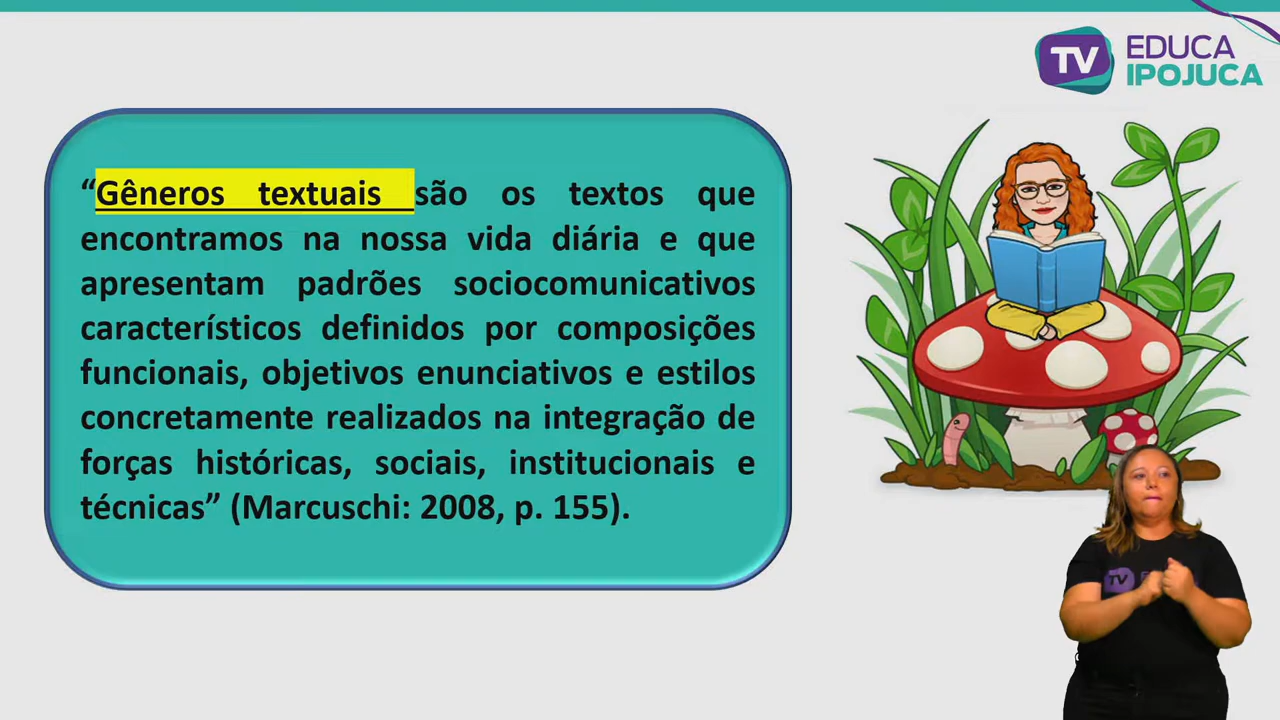 TV EDUCA
IPOJUCA
“Gêneros textuais são os textos que
encontramos na nossa vida diária e que
apresentam padrões sociocomunicativos
característicos definidos por composições
funcionais, objetivos enunciativos e estilos
concretamente realizados na integração de
forças históricas, sociais, institucionais e
técnicas” (Marcuschi: 2008, p. 155).
TV